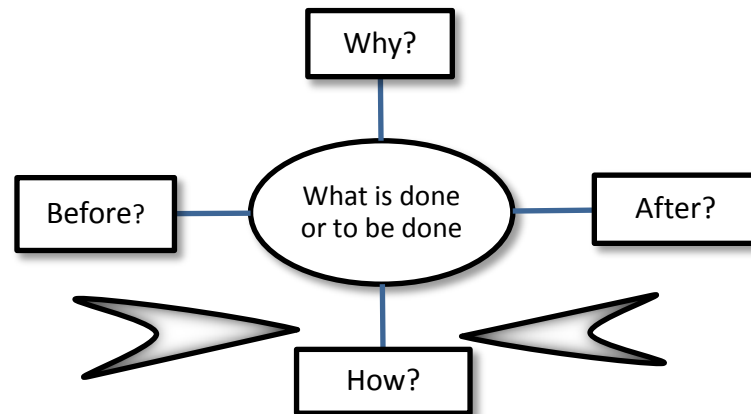 Why?
Before?
What is done
or to be done
After?
How?